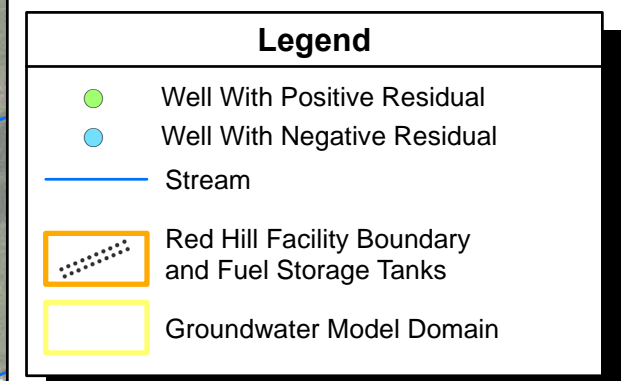 Legend
Well With Positive Residual
Well With Negative Residual
Stream
Red Hill Facility Boundary
and Fuel Storage Tanks
Groundwater Model Domain